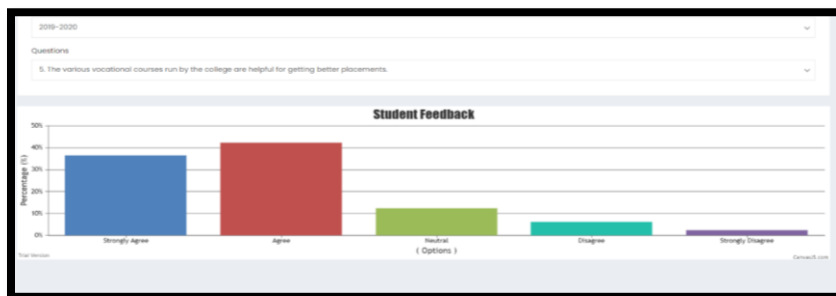 2019-2020
Questions
5. The various vocational courses run by the college are helpful for getting better placements.
Student Feedback
50%
40%
30%
20%
10%
0%
Percentage (%)
Strongly Agree Agree Neutral Disagree Strongly Disagree
( Options )
Trial Version CanvasJS.com